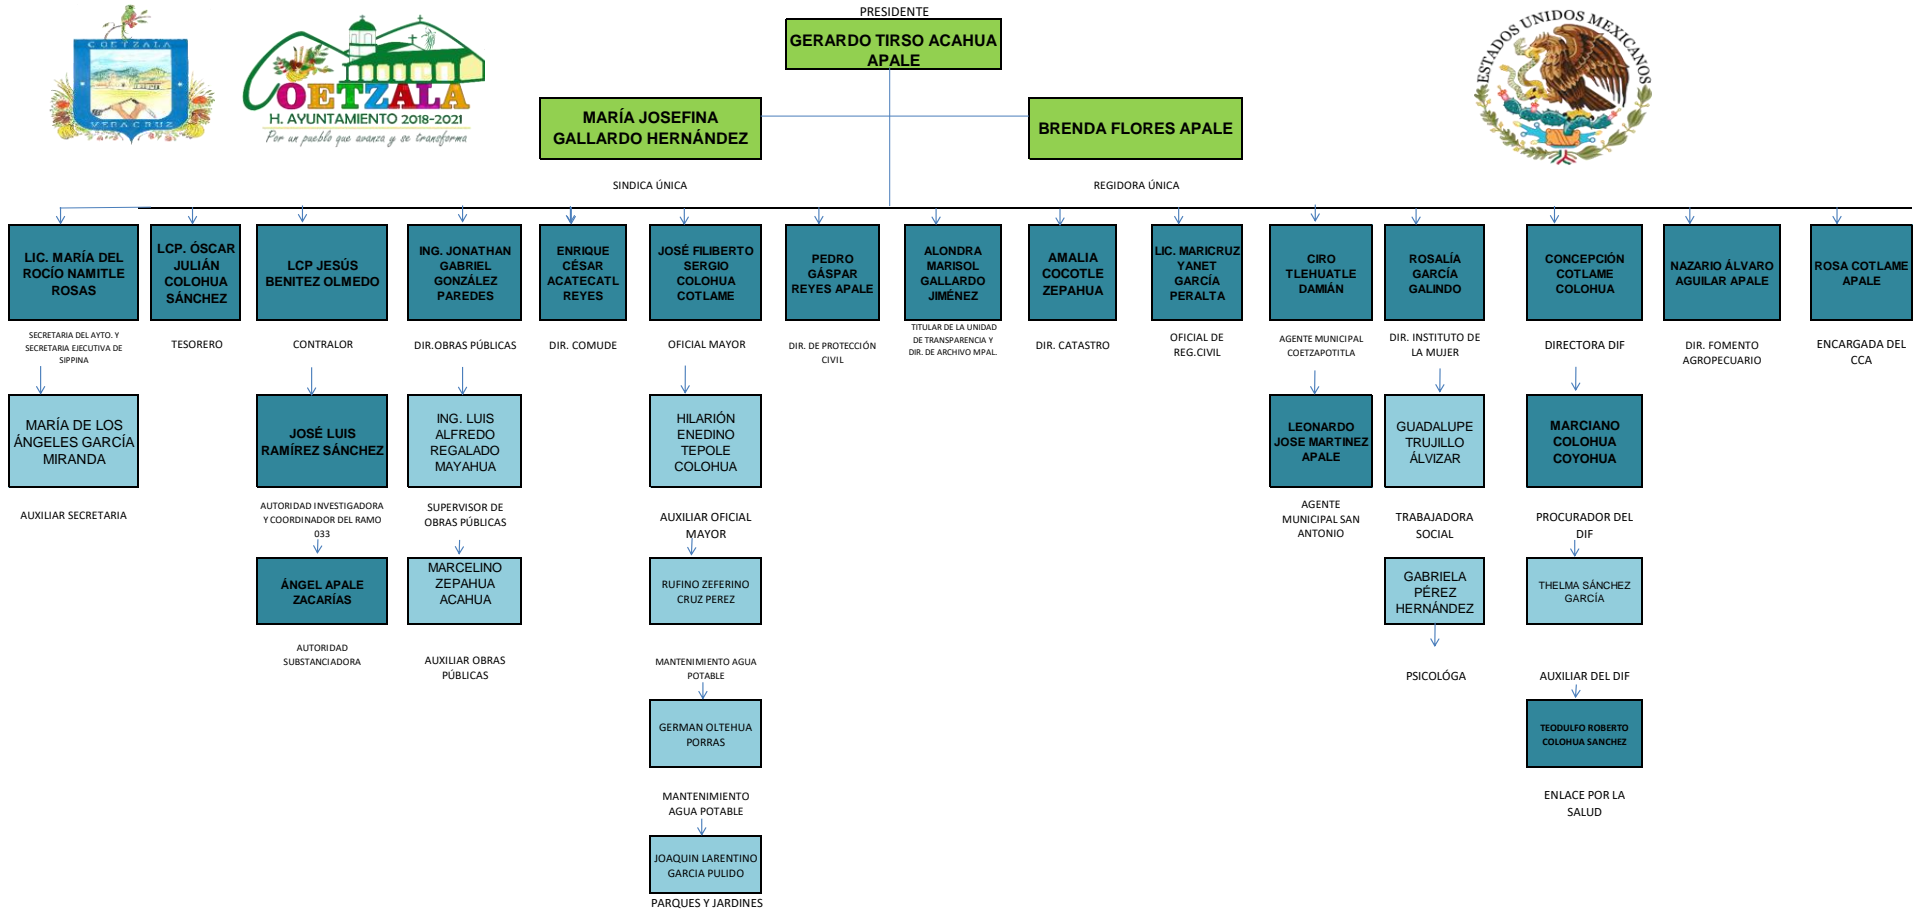 PRESIDENTE
GERARDO TIRSO ACAHUA
APALE
COETZALA
VERACRUZ
COETZALA
H. AYUNTAMIENTO 2018-2021
Por un pueblo que avanza y se transforma
ESTADOS UNIDOS MEXICANOS
MARÍA JOSEFINA
GALLARDO HERNÁNDEZ
SINDICA ÚNICA
BRENDA FLORES APALE
REGIDORA ÚNICA
LIC. MARÍA DEL
ROCÍO NAMITLE
ROSAS
SECRETARIA DEL AYTO. Y
SECRETARIA EJECUTIVA DE
SIPPINA
LCP. ÓSCAR
JULIÁN
COLOHUA
SÁNCHEZ
TESORERO
LCP JESÚS
BENITEZ OLMEDO
CONTRALOR
ING. JONATHAN
GABRIEL
GONZÁLEZ
PAREDES
DIR.OBRAS PÚBLICAS
ENRIQUE
CÉSAR
ACATECATL
REYES
DIR. COMUDE
JOSÉ FILIBERTO
SERGIO
COLOHUA
COTLAME
OFICIAL MAYOR
PEDRO
GÁSPAR
REYES APALE
DIR. DE PROTECCIÓN
CIVIL
ALONDRA
MARISOL
GALLARDO
JIMÉNEZ
TITULAR DE LA UNIDAD
DE TRANSPARENCIA Y
DIR. DE ARCHIVO MPAL.
AMALIA
COCOTLE
ZEPAHUA
DIR. CATASTRO
LIC. MARICRUZ
YANET
GARCÍA
PERALTA
OFICIAL DE
REG.CIVIL
CIRO
TLEHUATLE
DAMIÁN
AGENTE MUNICIPAL
COETZAPOTITLA
ROSALÍA
GARCÍA
GALINDO
DIR. INSTITUTO DE
LA MUJER
CONCEPCIÓN
COTLAME
COLOHUA
DIRECTORA DIF
NAZARIO ÁLVARO
AGUILAR APALE
DIR. FOMENTO
AGROPECUARIO
ROSA COTLAME
APALE
ENCARGADA DEL
CCA
MARÍA DE LOS
ÁNGELES GARCÍA
MIRANDA
AUXILIAR SECRETARIA
JOSÉ LUIS
RAMÍREZ SÁNCHEZ
AUTORIDAD INVESTIGADORA
Y COORDINADOR DEL RAMO
033
ING. LUIS
ALFREDO
REGALADO
MAYAHUA
SUPERVISOR DE
OBRAS PÚBLICAS
HILARIÓN
ENEDINO
TEPOLE
COLOHUA
AUXILIAR OFICIAL
MAYOR
LEONARDO
JOSE MARTINEZ
APALE
AGENTE
MUNICIPAL SAN
ANTONIO
GUADALUPE
TRUJILLO
ÁLVIZAR
TRABAJADORA
SOCIAL
MARCIANO
COLOHUA
COYOHUA
PROCURADOR DEL
DIF
ÁNGEL APALE
ZACARÍAS
AUTORIDAD
SUBSTANCIADORA
MARCELINO
ZEPAHUA
ACAHUA
AUXILIAR OBRAS
PÚBLICAS
RUFINO ZEFERINO
CRUZ PEREZ
MANTENIMIENTO AGUA
POTABLE
GABRIELA
PÉREZ
HERNÁNDEZ
PSICOLÓGA
THELMA SÁNCHEZ
GARCÍA
AUXILIAR DEL DIF
GERMAN OLTEHUA
PORRAS
MANTENIMIENTO
AGUA POTABLE
TEODULFO ROBERTO
COLOHUA SANCHEZ
ENLACE POR LA
SALUD
JOAQUIN LARENTINO
GARCIA PULIDO
PARQUES Y JARDINES